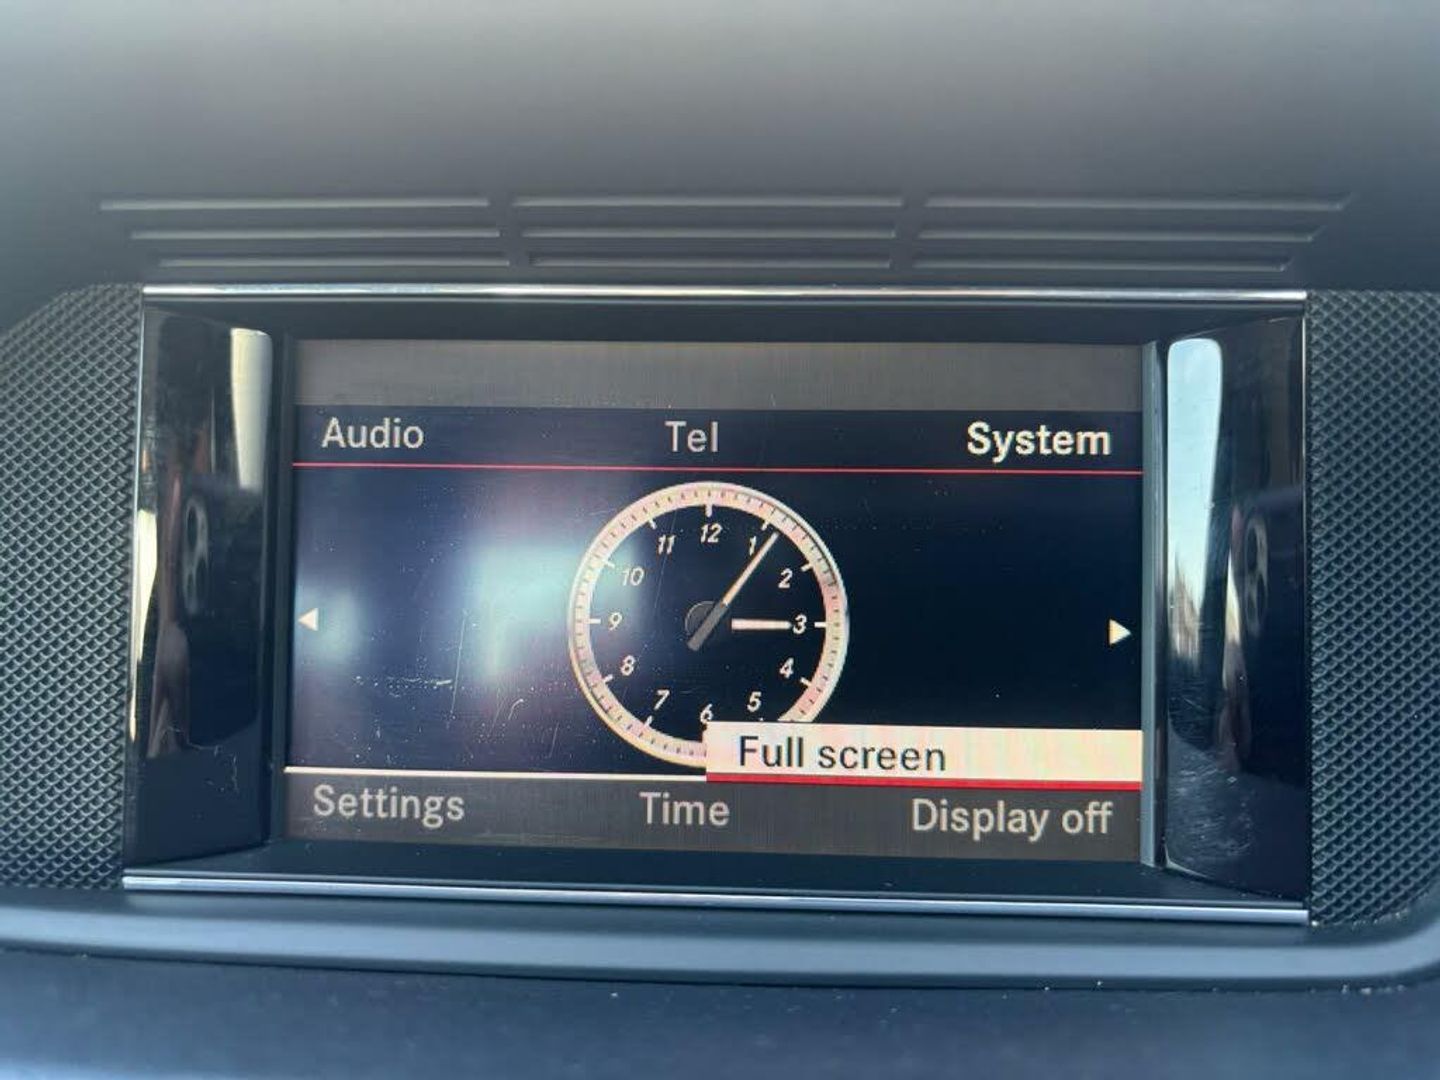 Audio Tel System
12
11 1
10 2
9 3
8 4
7 5
6
Full screen
Settings Time Display off